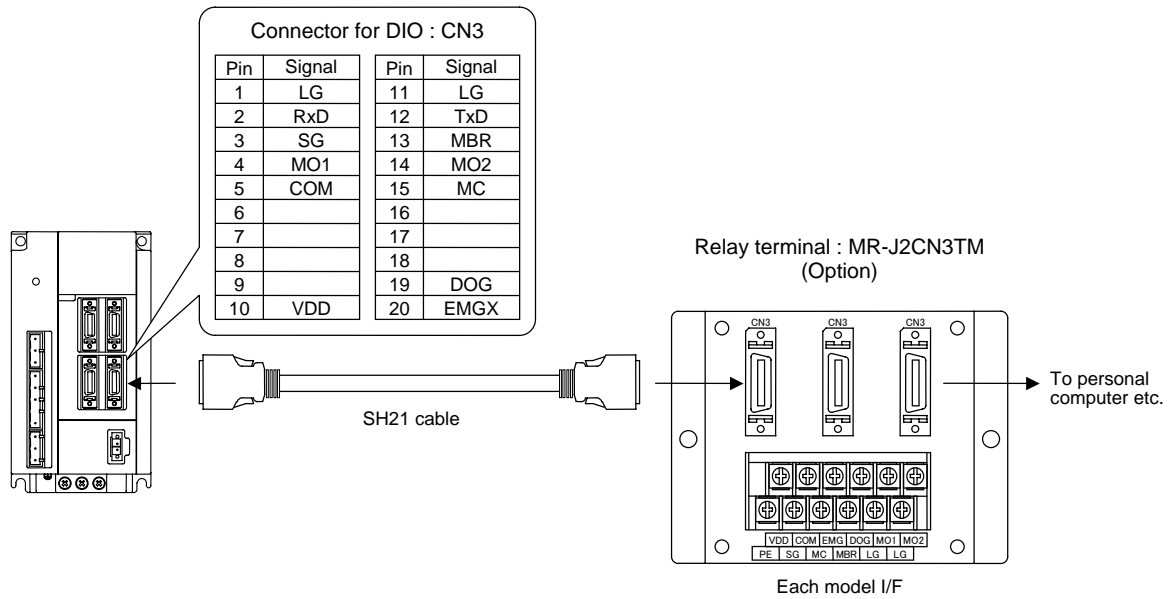 Connector for DIO : CN3
Pin Signal Pin Signal
1 LG 11 LG
2 RxD 12 TxD
3 SG 13 MBR
4 MO1 14 MO2
5 COM 15 MC
6 16
7 17
8 18
9 19 DOG
10 VDD 20 EMGX
Relay terminal : MR-J2CN3TM
(Option)
CN3 CN3 CN3
To personal
computer etc.
SH21 cable
VDD COM EMG DOG MO1 MO2
PE SG MC MBR LG LG
Each model I/F